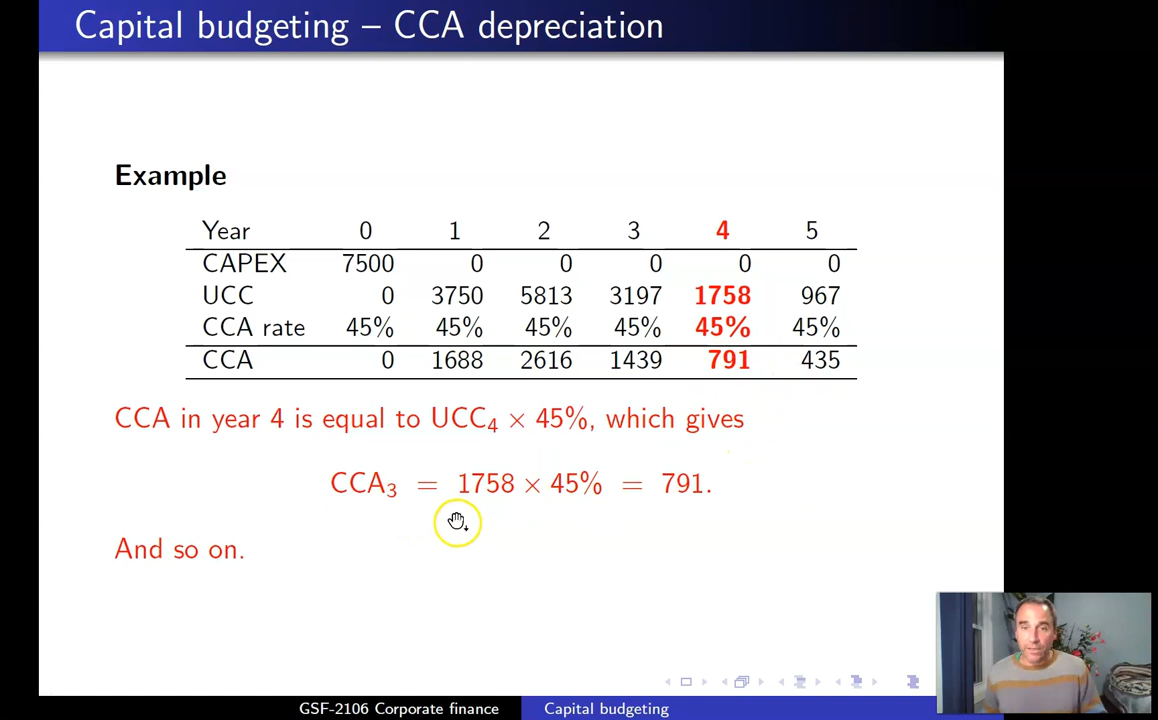 Capital budgeting – CCA depreciation
Example
Year 0 1 2 3 4 5
CAPEX 7500 0 0 0 0 0
UCC 0 3750 5813 3197 1758 967
CCA rate 45% 45% 45% 45% 45% 45%
CCA 0 1688 2616 1439 791 435
CCA in year 4 is equal to UCC₄ × 45%, which gives
CCA₃ = 1758 × 45% = 791.
And so on.
GSF-2106 Corporate finance Capital budgeting